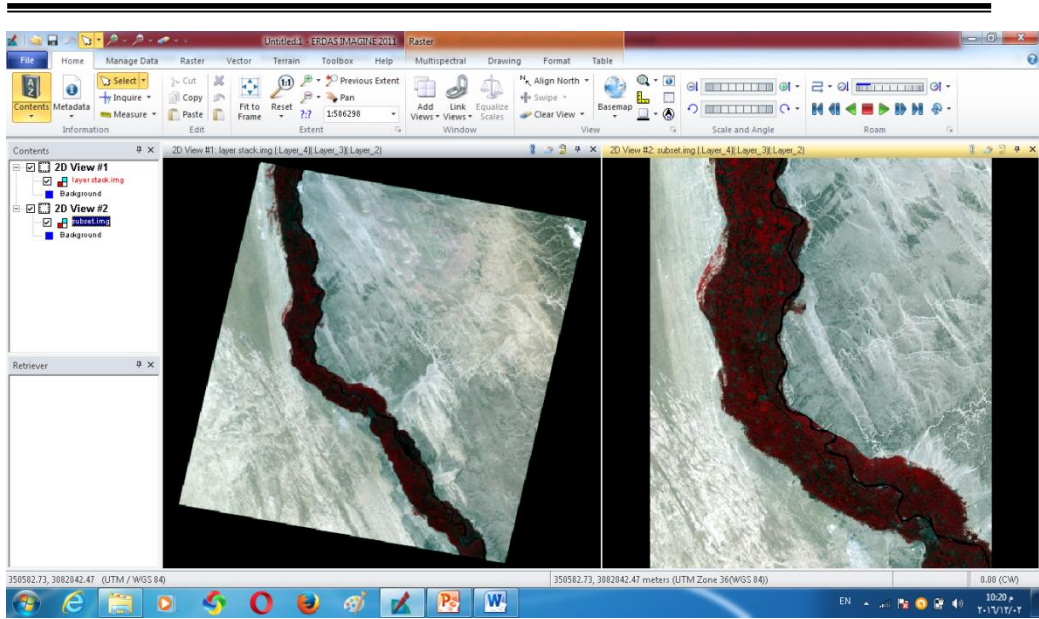 Untitled:1 - ERDAS IMAGINE 2011 Raster
File Home Manage Data Raster Vector Terrain Toolbox Help Multispectral Drawing Format Table
Contents Metadata Select Inquire Measure
Information
Cut Copy Paste
Edit
Fit to Frame Reset 1:1 ?:? Previous Extent Pan 1:586298
Extent
Add Views Link Views Equalize Scales
Window
Align North Swipe Clear View Basemap
View
Scale and Angle
Roam
Contents
2D View #1
layer stack.img
Background
2D View #2
subset.img
Background
Retriever
2D View #1: layer stack.img (:Layer_4)(:Layer_3)(:Layer_2)
2D View #2: subset.img (:Layer_4)(:Layer_3)(:Layer_2)
350582.73, 3082042.47 (UTM / WGS 84)
350582.73, 3082042.47 meters (UTM Zone 36(WGS 84))
0.00 (CW)
EN
10:20 م
٢٠١٦/١٢/٠٢